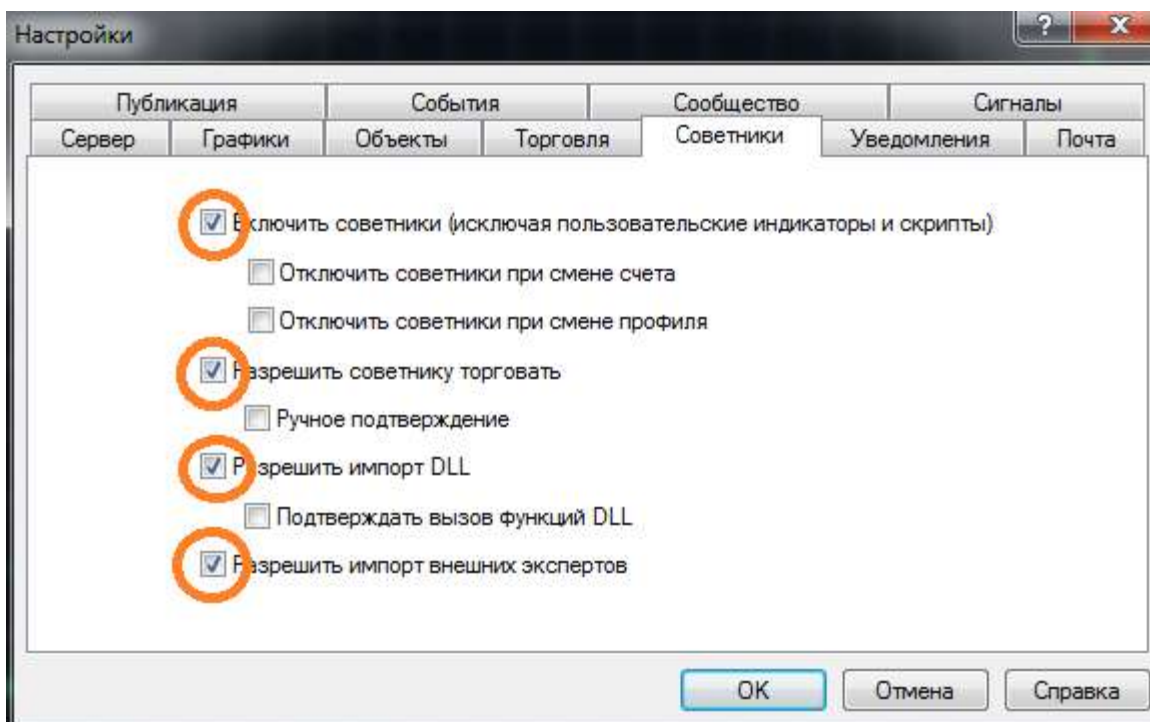 Настройки
Публикация События Сообщество Сигналы
Сервер Графики Объекты Торговля Советники Уведомления Почта
Включить советники (исключая пользовательские индикаторы и скрипты)
Отключить советники при смене счета
Отключить советники при смене профиля
Разрешить советнику торговать
Ручное подтверждение
Разрешить импорт DLL
Подтверждать вызов функций DLL
Разрешить импорт внешних экспертов
OK Отмена Справка